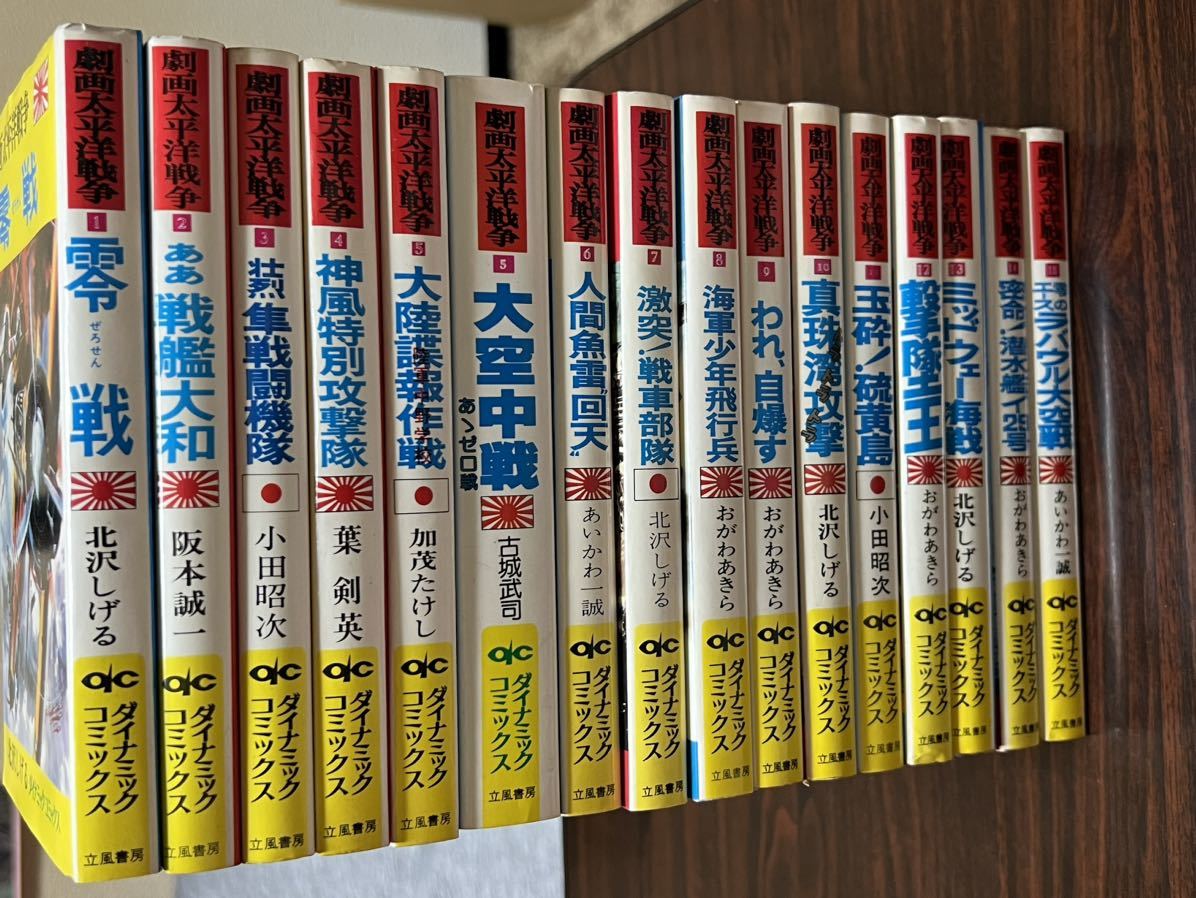 戦
劇画太平洋戦争
1
零戦
ぜろせん
北沢しげる
ダイナミックコミックス
立風書房
劇画太平洋戦争
2
ああ戦艦大和
阪本誠一
ダイナミックコミックス
立風書房
劇画太平洋戦争
3
壮烈隼戦闘機隊
小田昭次
ダイナミックコミックス
立風書房
劇画太平洋戦争
4
神風特別攻撃隊
葉剣英
ダイナミックコミックス
立風書房
劇画太平洋戦争
5
大陸諜報作戦
陸軍中野学校
加茂たけし
ダイナミックコミックス
立風書房
劇画太平洋戦争
5
大空中戦
あゝゼロ戦
古城武司
ダイナミックコミックス
立風書房
劇画太平洋戦争
6
人間魚雷“回天”
あいかわ一誠
ダイナミックコミックス
立風書房
劇画太平洋戦争
7
激突!戦車部隊
北沢しげる
ダイナミックコミックス
立風書房
劇画太平洋戦争
8
海軍少年飛行兵
おがわあきら
ダイナミックコミックス
立風書房
劇画太平洋戦争
9
われ、自爆す
おがわあきら
ダイナミックコミックス
立風書房
劇画太平洋戦争
10
真珠湾攻撃
北沢しげる
ダイナミックコミックス
立風書房
劇画太平洋戦争
11
玉砕!硫黄島
小田昭次
ダイナミックコミックス
立風書房
劇画太平洋戦争
12
撃墜王
おがわあきら
ダイナミックコミックス
立風書房
劇画太平洋戦争
13
ミッドウェー海戦
北沢しげる
ダイナミックコミックス
立風書房
劇画太平洋戦争
14
密命!潜水艦イ29号
おがわあきら
ダイナミックコミックス
立風書房
劇画太平洋戦争
15
ラバウル大空戦
あいかわ一誠
ダイナミックコミックス
立風書房